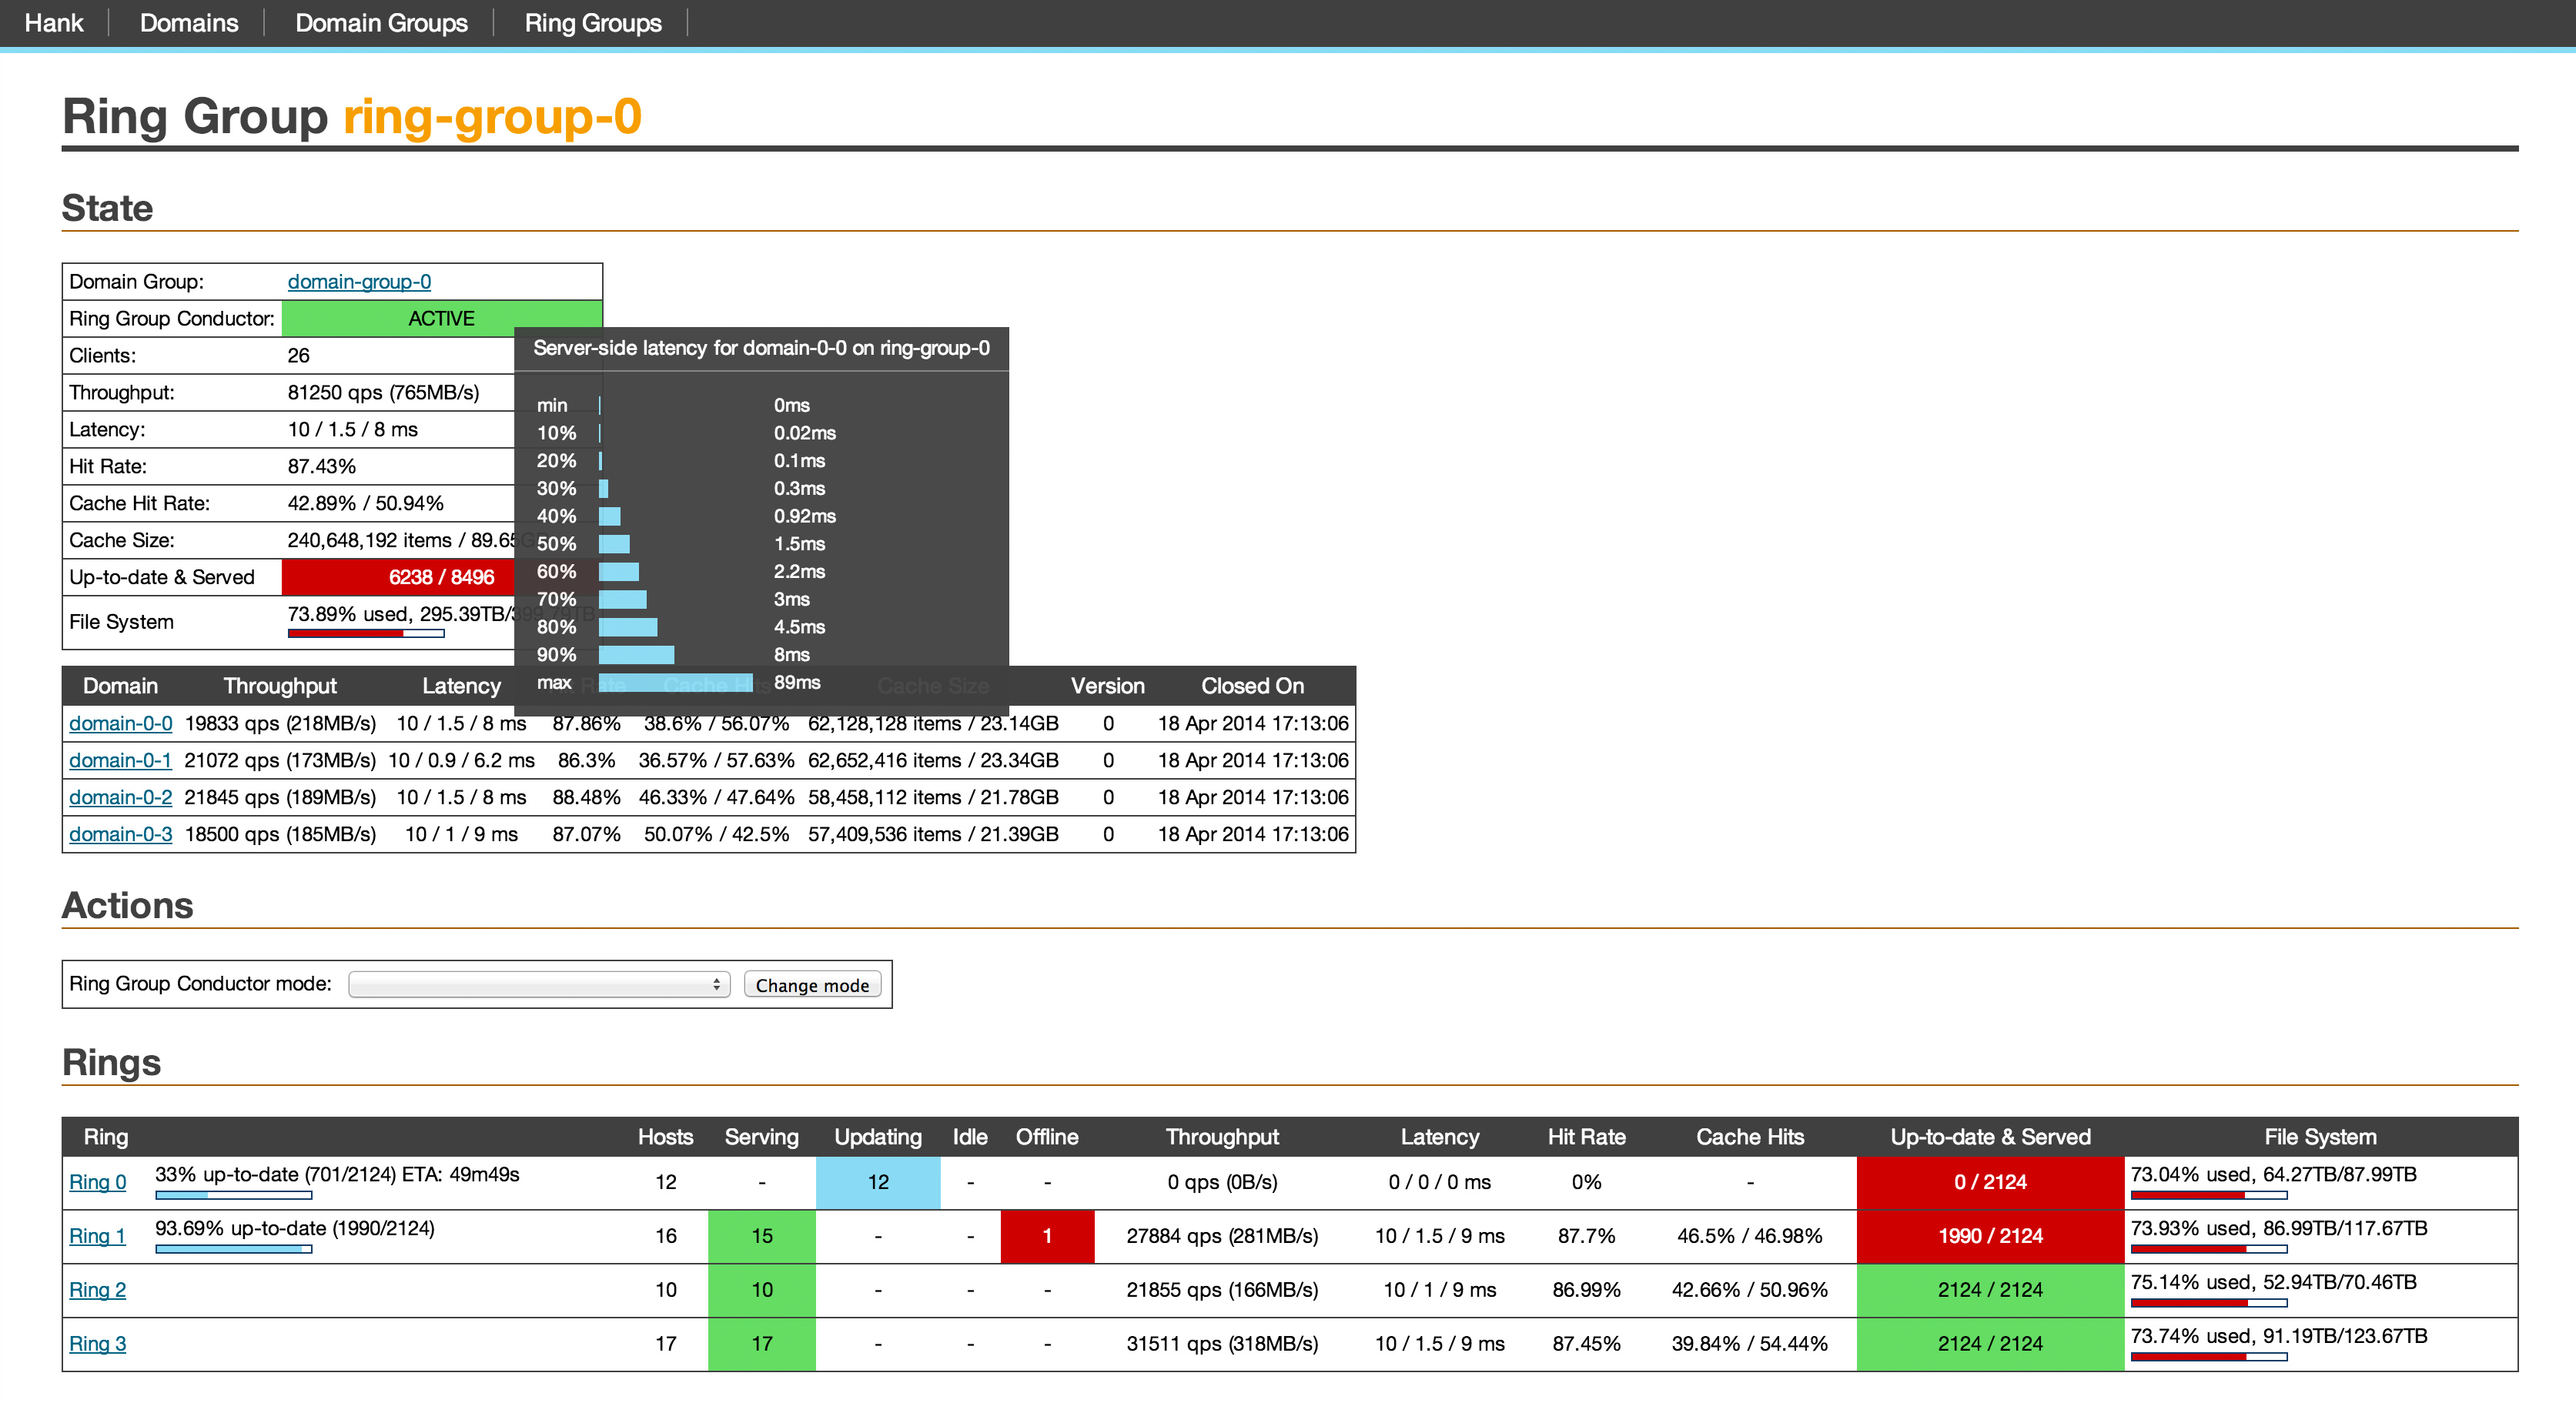 Hank Domains Domain Groups Ring Groups
Ring Group ring-group-0
State
Domain Group: domain-group-0
Ring Group Conductor: ACTIVE
Clients: 26
Throughput: 81250 qps (765MB/s)
Latency: 10 / 1.5 / 8 ms
Hit Rate: 87.43%
Cache Hit Rate: 42.89% / 50.94%
Cache Size: 240,648,192 items / 89.65G
Up-to-date & Served 6238 / 8496
File System 73.89% used, 295.39TB/399.79TB
Server-side latency for domain-0-0 on ring-group-0
min 0ms
10% 0.02ms
20% 0.1ms
30% 0.3ms
40% 0.92ms
50% 1.5ms
60% 2.2ms
70% 3ms
80% 4.5ms
90% 8ms
max 89ms
Domain Throughput Latency Rate Cache Hits Cache Size Version Closed On
domain-0-0 19833 qps (218MB/s) 10 / 1.5 / 8 ms 87.86% 38.6% / 56.07% 62,128,128 items / 23.14GB 0 18 Apr 2014 17:13:06
domain-0-1 21072 qps (173MB/s) 10 / 0.9 / 6.2 ms 86.3% 36.57% / 57.63% 62,652,416 items / 23.34GB 0 18 Apr 2014 17:13:06
domain-0-2 21845 qps (189MB/s) 10 / 1.5 / 8 ms 88.48% 46.33% / 47.64% 58,458,112 items / 21.78GB 0 18 Apr 2014 17:13:06
domain-0-3 18500 qps (185MB/s) 10 / 1 / 9 ms 87.07% 50.07% / 42.5% 57,409,536 items / 21.39GB 0 18 Apr 2014 17:13:06
Actions
Ring Group Conductor mode: Change mode
Rings
Ring Hosts Serving Updating Idle Offline Throughput Latency Hit Rate Cache Hits Up-to-date & Served File System
Ring 0 33% up-to-date (701/2124) ETA: 49m49s 12 - 12 - - 0 qps (0B/s) 0 / 0 / 0 ms 0% - 0 / 2124 73.04% used, 64.27TB/87.99TB
Ring 1 93.69% up-to-date (1990/2124) 16 15 - - 1 27884 qps (281MB/s) 10 / 1.5 / 9 ms 87.7% 46.5% / 46.98% 1990 / 2124 73.93% used, 86.99TB/117.67TB
Ring 2 10 10 - - - 21855 qps (166MB/s) 10 / 1 / 9 ms 86.99% 42.66% / 50.96% 2124 / 2124 75.14% used, 52.94TB/70.46TB
Ring 3 17 17 - - - 31511 qps (318MB/s) 10 / 1.5 / 9 ms 87.45% 39.84% / 54.44% 2124 / 2124 73.74% used, 91.19TB/123.67TB